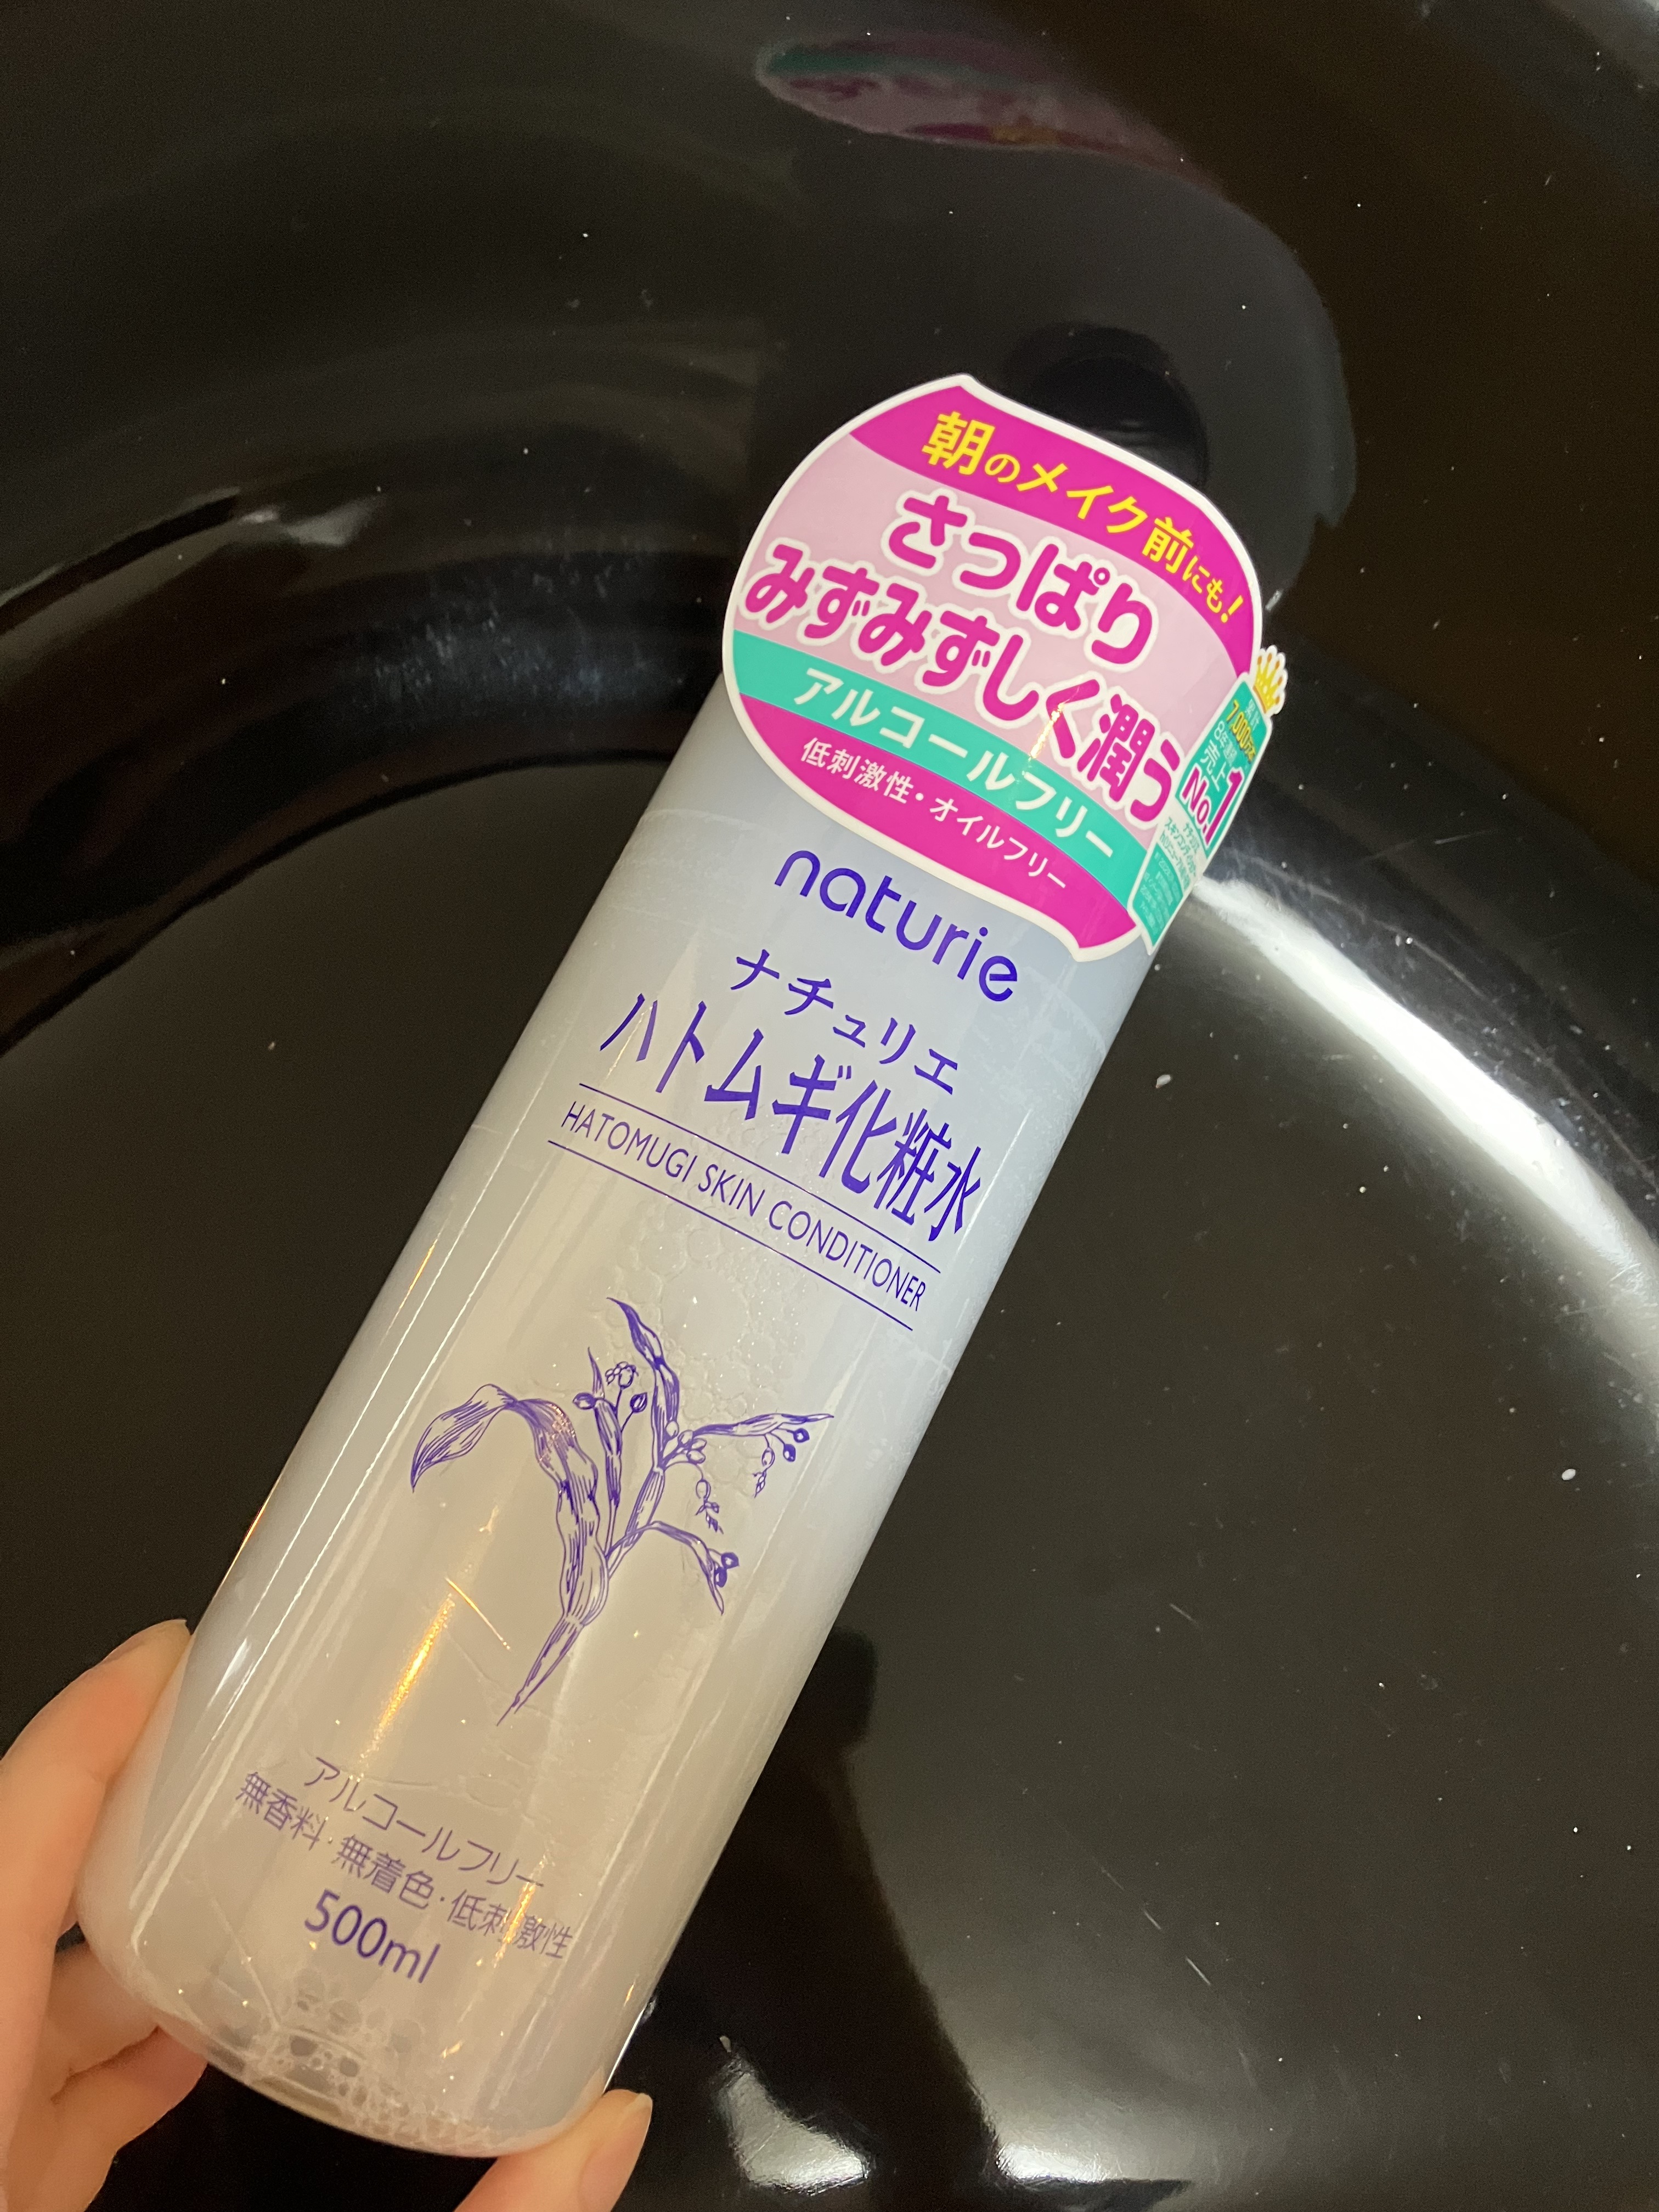 朝のメイク前にも!
さっぱり
みずみずしく潤う
アルコールフリー
低刺激性・オイルフリー
売上
No.1
naturie
ナチュリエ
ハトムギ化粧水
HATOMUGI SKIN CONDITIONER
アルコールフリー
無香料・無着色・低刺激性
500ml